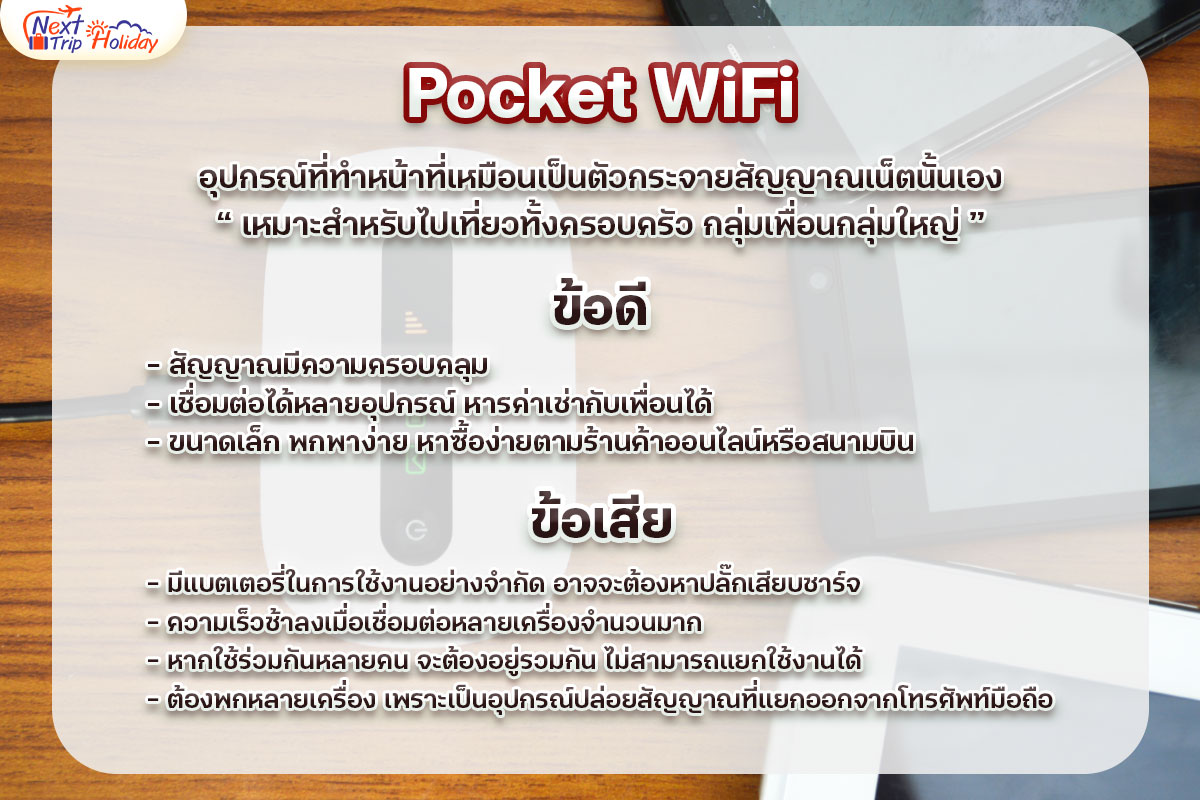 Next
Trip Holiday
Pocket WiFi
อุปกรณ์ที่ทำหน้าที่เหมือนเป็นตัวกระจายสัญญาณเน็ตนั้นเอง
“ เหมาะสำหรับไปเที่ยวทั้งครอบครัว กลุ่มเพื่อนกลุ่มใหญ่ ”
ข้อดี
- สัญญาณมีความครอบคลุม
- เชื่อมต่อได้หลายอุปกรณ์ หารค่าเช่ากับเพื่อนได้
- ขนาดเล็ก พกพาง่าย หาซื้อง่ายตามร้านค้าออนไลน์หรือสนามบิน
ข้อเสีย
- มีแบตเตอรี่ในการใช้งานอย่างจำกัด อาจจะต้องหาปลั๊กเสียบชาร์จ
- ความเร็วช้าลงเมื่อเชื่อมต่อหลายเครื่องจำนวนมาก
- หากใช้ร่วมกันหลายคน จะต้องอยู่รวมกัน ไม่สามารถแยกใช้งานได้
- ต้องพกหลายเครื่อง เพราะเป็นอุปกรณ์ปล่อยสัญญาณที่แยกออกจากโทรศัพท์มือถือ